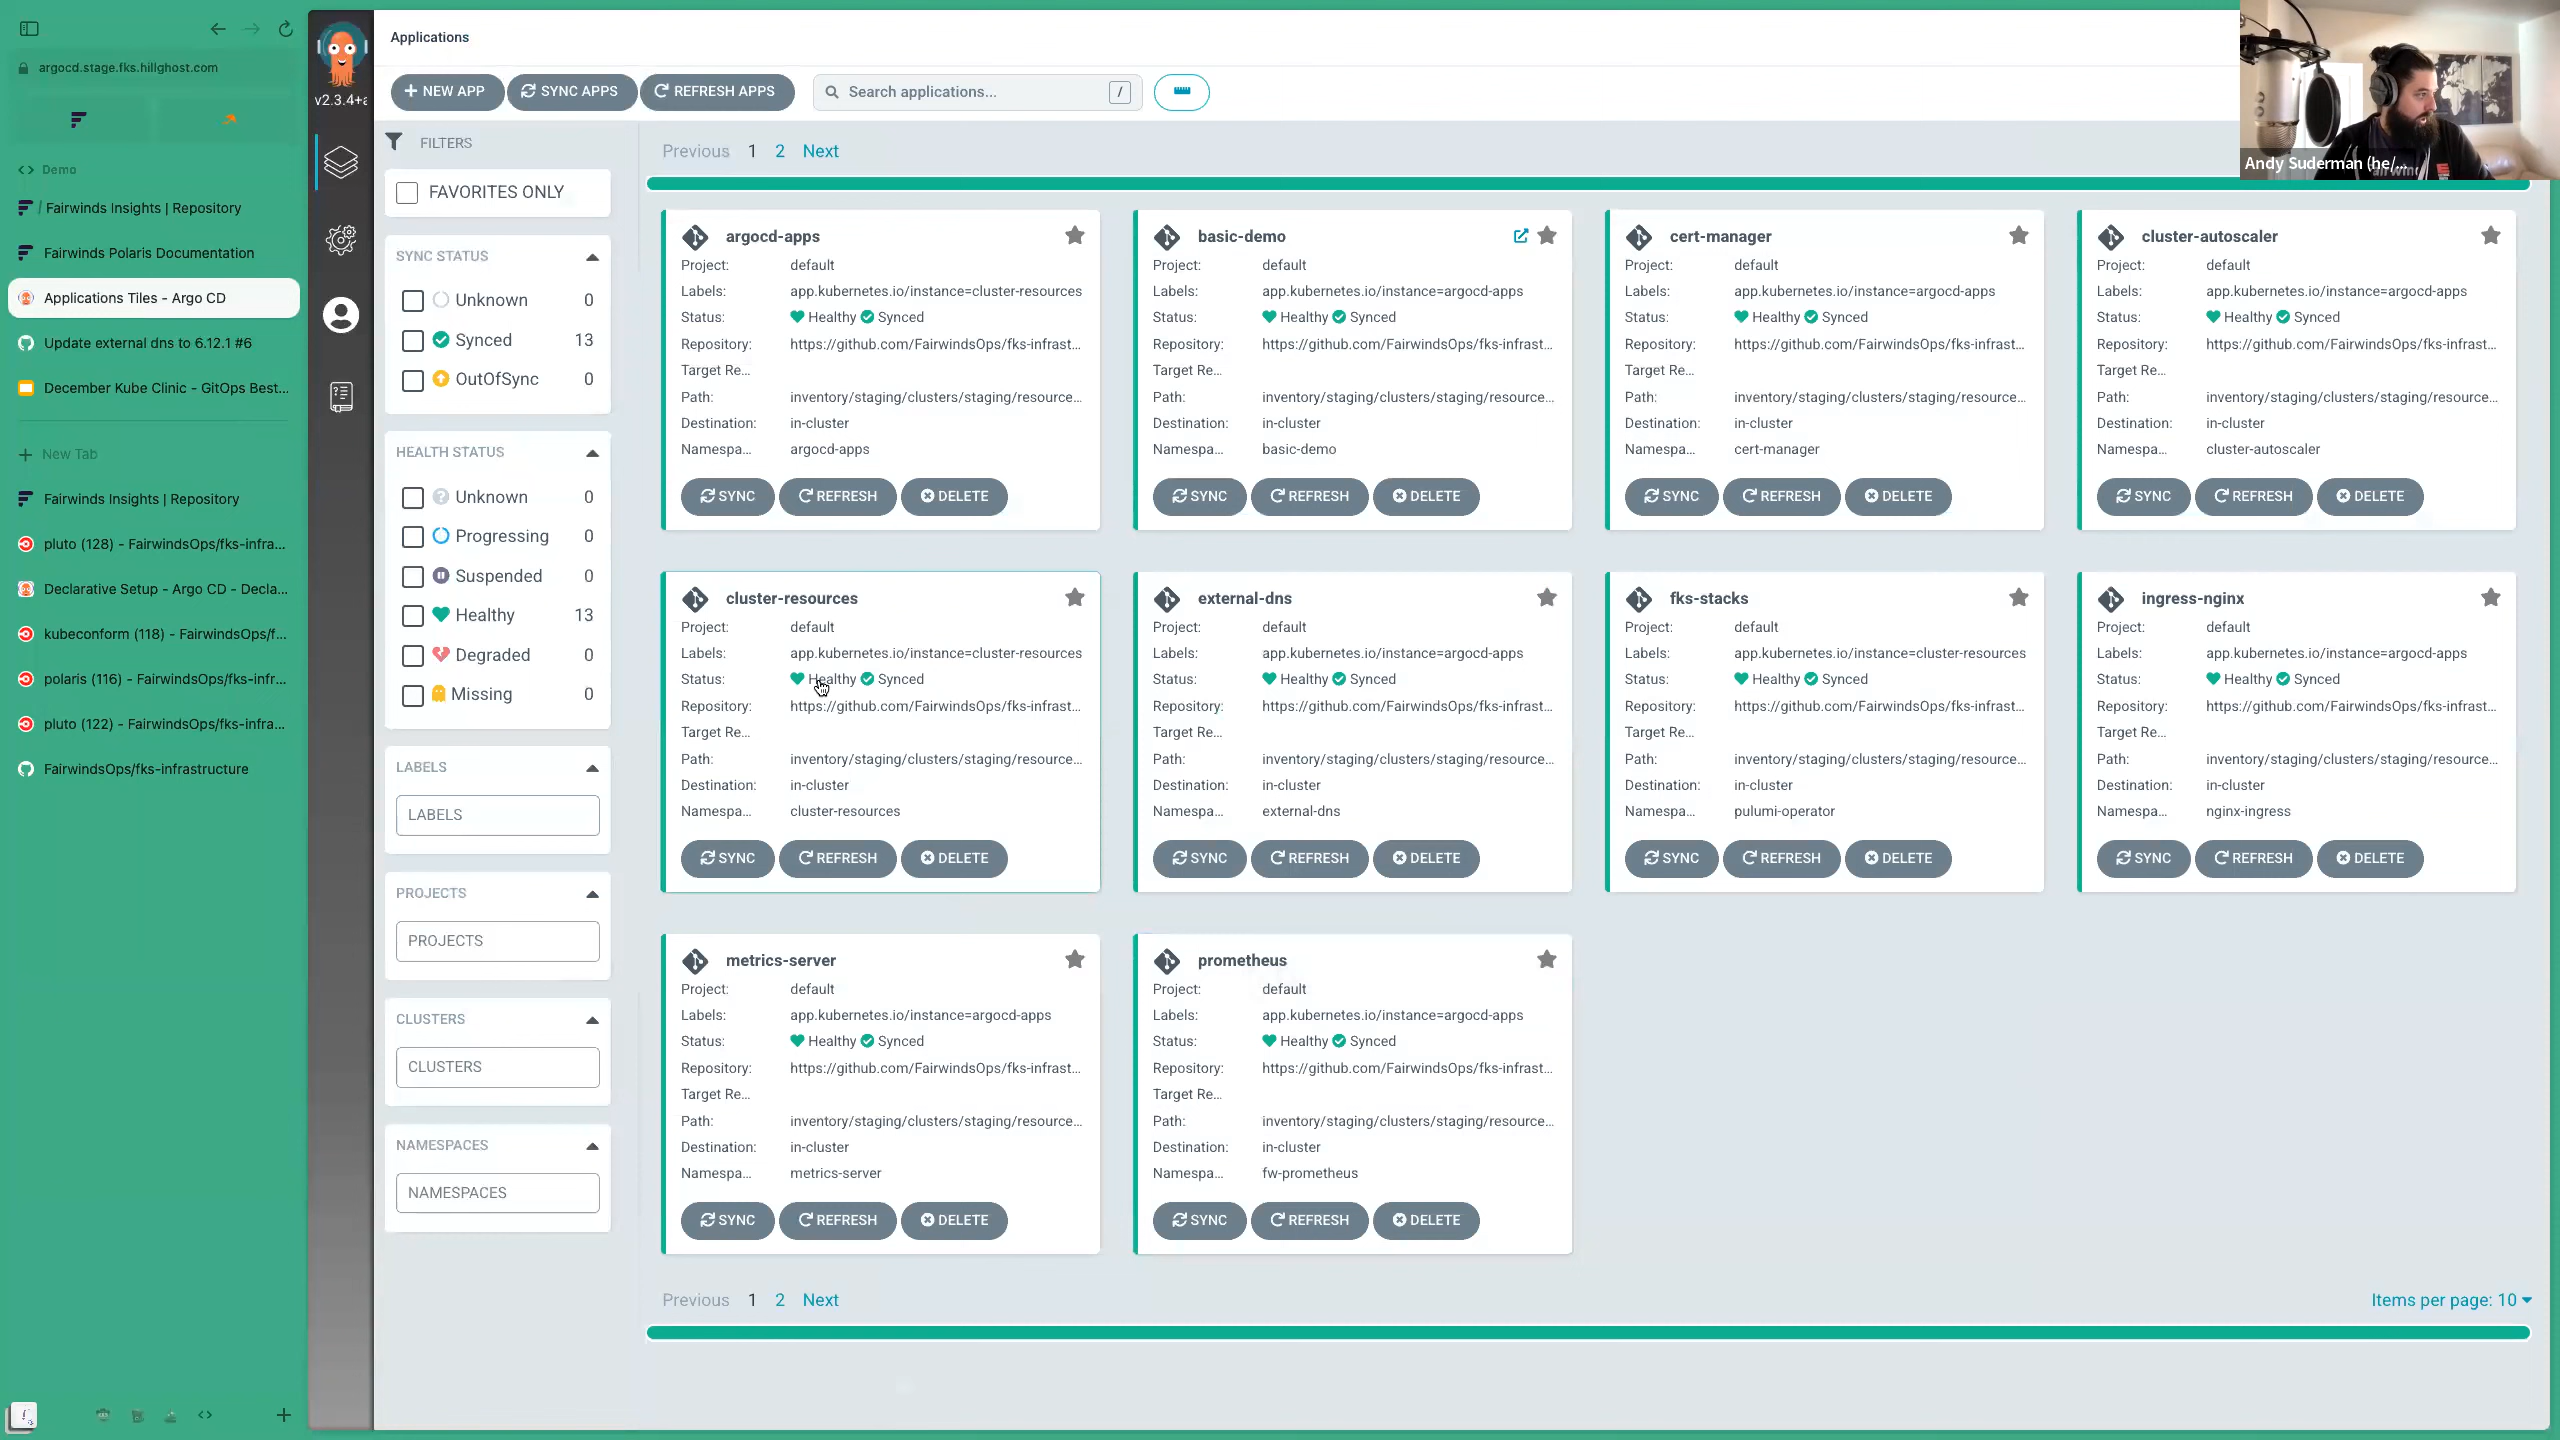 argocd.stage.fks.hillghost.com
Demo
/ Fairwinds Insights | Repository
Fairwinds Polaris Documentation
Applications Tiles - Argo CD
Update external dns to 6.12.1 #6
December Kube Clinic - GitOps Best...
New Tab
Fairwinds Insights | Repository
pluto (128) - FairwindsOps/fks-infra...
Declarative Setup - Argo CD - Decla...
kubeconform (118) - FairwindsOps/f...
polaris (116) - FairwindsOps/fks-infr...
pluto (122) - FairwindsOps/fks-infra...
FairwindsOps/fks-infrastructure
v2.3.4+a
Applications
NEW APP
SYNC APPS
REFRESH APPS
Search applications...
/
FILTERS
FAVORITES ONLY
SYNC STATUS
Unknown 0
Synced 13
OutOfSync 0
HEALTH STATUS
Unknown 0
Progressing 0
Suspended 0
Healthy 13
Degraded 0
Missing 0
LABELS
LABELS
PROJECTS
PROJECTS
CLUSTERS
CLUSTERS
NAMESPACES
NAMESPACES
Previous 1 2 Next
argocd-apps
Project: default
Labels: app.kubernetes.io/instance=cluster-resources
Status: Healthy Synced
Repository: https://github.com/FairwindsOps/fks-infrast...
Target Re...
Path: inventory/staging/clusters/staging/resource...
Destination: in-cluster
Namespa... argocd-apps
SYNC REFRESH DELETE
basic-demo
Project: default
Labels: app.kubernetes.io/instance=argocd-apps
Status: Healthy Synced
Repository: https://github.com/FairwindsOps/fks-infrast...
Target Re...
Path: inventory/staging/clusters/staging/resource...
Destination: in-cluster
Namespa... basic-demo
SYNC REFRESH DELETE
cert-manager
Project: default
Labels: app.kubernetes.io/instance=argocd-apps
Status: Healthy Synced
Repository: https://github.com/FairwindsOps/fks-infrast...
Target Re...
Path: inventory/staging/clusters/staging/resource...
Destination: in-cluster
Namespa... cert-manager
SYNC REFRESH DELETE
cluster-autoscaler
Project: default
Labels: app.kubernetes.io/instance=argocd-apps
Status: Healthy Synced
Repository: https://github.com/FairwindsOps/fks-infrast...
Target Re...
Path: inventory/staging/clusters/staging/resource...
Destination: in-cluster
Namespa... cluster-autoscaler
SYNC REFRESH DELETE
cluster-resources
Project: default
Labels: app.kubernetes.io/instance=cluster-resources
Status: Healthy Synced
Repository: https://github.com/FairwindsOps/fks-infrast...
Target Re...
Path: inventory/staging/clusters/staging/resource...
Destination: in-cluster
Namespa... cluster-resources
SYNC REFRESH DELETE
external-dns
Project: default
Labels: app.kubernetes.io/instance=argocd-apps
Status: Healthy Synced
Repository: https://github.com/FairwindsOps/fks-infrast...
Target Re...
Path: inventory/staging/clusters/staging/resource...
Destination: in-cluster
Namespa... external-dns
SYNC REFRESH DELETE
fks-stacks
Project: default
Labels: app.kubernetes.io/instance=cluster-resources
Status: Healthy Synced
Repository: https://github.com/FairwindsOps/fks-infrast...
Target Re...
Path: inventory/staging/clusters/staging/resource...
Destination: in-cluster
Namespa... pulumi-operator
SYNC REFRESH DELETE
ingress-nginx
Project: default
Labels: app.kubernetes.io/instance=argocd-apps
Status: Healthy Synced
Repository: https://github.com/FairwindsOps/fks-infrast...
Target Re...
Path: inventory/staging/clusters/staging/resource...
Destination: in-cluster
Namespa... nginx-ingress
SYNC REFRESH DELETE
metrics-server
Project: default
Labels: app.kubernetes.io/instance=argocd-apps
Status: Healthy Synced
Repository: https://github.com/FairwindsOps/fks-infrast...
Target Re...
Path: inventory/staging/clusters/staging/resource...
Destination: in-cluster
Namespa... metrics-server
SYNC REFRESH DELETE
prometheus
Project: default
Labels: app.kubernetes.io/instance=argocd-apps
Status: Healthy Synced
Repository: https://github.com/FairwindsOps/fks-infrast...
Target Re...
Path: inventory/staging/clusters/staging/resource...
Destination: in-cluster
Namespa... fw-prometheus
SYNC REFRESH DELETE
Previous 1 2 Next
Items per page: 10
Andy Suderman (he/...